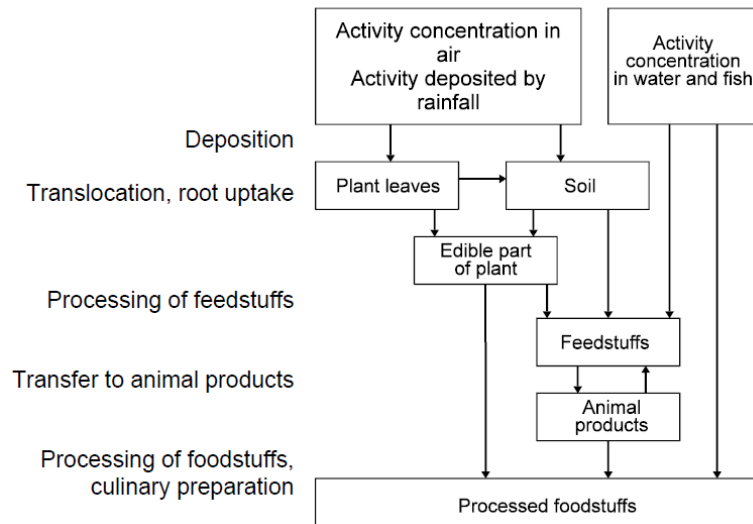 Activity concentration in
air
Activity deposited by
rainfall
Activity
concentration
in water and fish
Deposition
Plant leaves
Soil
Translocation, root uptake
Edible part
of plant
Processing of feedstuffs
Feedstuffs
Transfer to animal products
Animal
products
Processing of foodstuffs,
culinary preparation
Processed foodstuffs